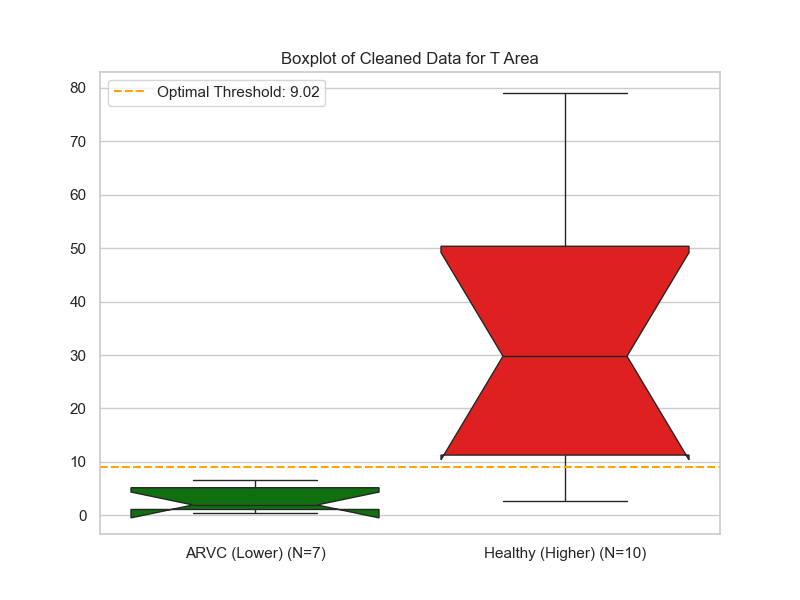 Boxplot of Cleaned Data for T Area
Optimal Threshold: 9.02
80
70
60
50
40
30
20
10
0
ARVC (Lower) (N=7)
Healthy (Higher) (N=10)